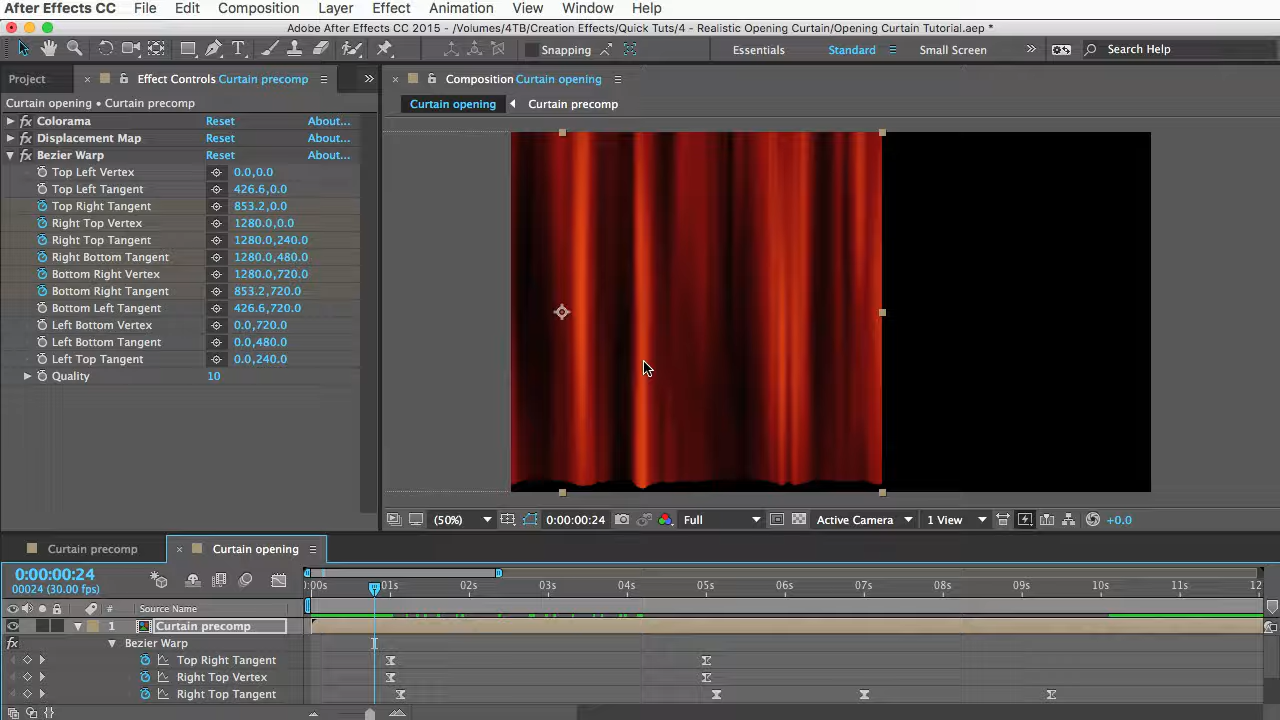 After Effects CC File Edit Composition Layer Effect Animation View Window Help
Adobe After Effects CC 2015 - /Volumes/4TB/Creation Effects/Quick Tuts/4 - Realistic Opening Curtain/Opening Curtain Tutorial.aep *
T Snapping Essentials Standard Small Screen Search Help
Project Effect Controls Curtain precomp Composition Curtain opening
Curtain opening • Curtain precomp Curtain opening Curtain precomp
fx Colorama Reset About...
fx Displacement Map Reset About...
fx Bezier Warp Reset About...
Top Left Vertex 0.0,0.0
Top Left Tangent 426.6,0.0
Top Right Tangent 853.2,0.0
Right Top Vertex 1280.0,0.0
Right Top Tangent 1280.0,240.0
Right Bottom Tangent 1280.0,480.0
Bottom Right Vertex 1280.0,720.0
Bottom Right Tangent 853.2,720.0
Bottom Left Tangent 426.6,720.0
Left Bottom Vertex 0.0,720.0
Left Bottom Tangent 0.0,480.0
Left Top Tangent 0.0,240.0
Quality 10
(50%) 0:00:00:24 Full Active Camera 1 View +0.0
Curtain precomp Curtain opening
0:00:00:24
00024 (30.00 fps)
:00s 01s 02s 03s 04s 05s 06s 07s 08s 09s 10s 11s 12
# Source Name
1 Curtain precomp
fx Bezier Warp
Top Right Tangent
Right Top Vertex
Right Top Tangent